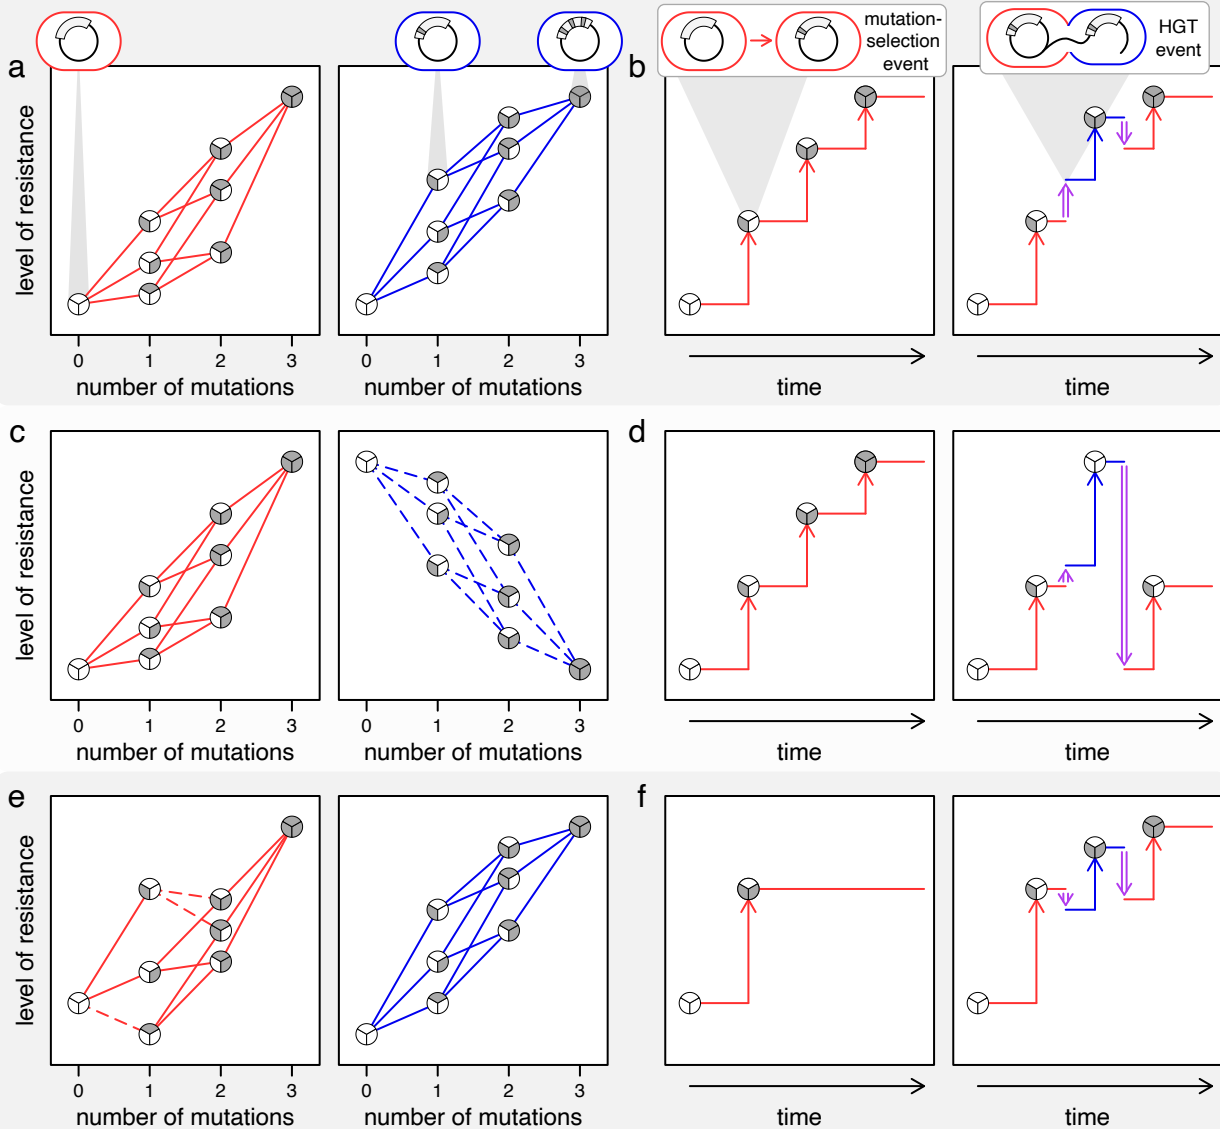 mutation-
selection
event
HGT
event
a
b
level of resistance
0 1 2 3
0 1 2 3
number of mutations
number of mutations
time
time
c
d
level of resistance
0 1 2 3
0 1 2 3
number of mutations
number of mutations
time
time
e
f
level of resistance
0 1 2 3
0 1 2 3
number of mutations
number of mutations
time
time